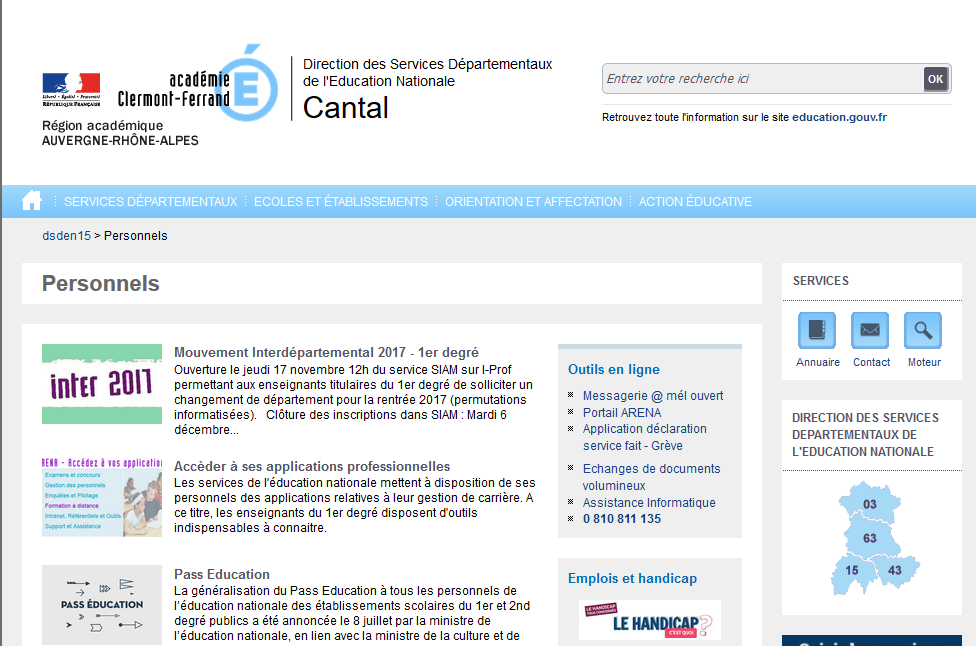 académie
Clermont-Ferrand
É
Liberté • Égalité • Fraternité
RÉPUBLIQUE FRANÇAISE
Région académique
AUVERGNE-RHÔNE-ALPES
Direction des Services Départementaux
de l'Education Nationale
Cantal
Entrez votre recherche ici
OK
Retrouvez toute l'information sur le site education.gouv.fr
SERVICES DÉPARTEMENTAUX
ECOLES ET ÉTABLISSEMENTS
ORIENTATION ET AFFECTATION
ACTION ÉDUCATIVE
dsden15 > Personnels
Personnels
inter 2017
Mouvement Interdépartemental 2017 - 1er degré
Ouverture le jeudi 17 novembre 12h du service SIAM sur I-Prof
permettant aux enseignants titulaires du 1er degré de solliciter un
changement de département pour la rentrée 2017 (permutations
informatisées). Clôture des inscriptions dans SIAM : Mardi 6
décembre...
RENA - Accédez à vos application
Examens et concours
Gestion des personnels
Enquêtes et Pilotage
Formation à distance
Intranet, Référentiels et Outils
Support et Assistance
Accèder à ses applications professionnelles
Les services de l'éducation nationale mettent à disposition de ses
personnels des applications relatives à leur gestion de carrière. A
ce titre, les enseignants du 1er degré disposent d'outils
indispensables à connaitre.
PASS ÉDUCATION
Pass Education
La généralisation du Pass Education à tous les personnels de
l'éducation nationale des établissements scolaires du 1er et 2nd
degré publics a été annoncée le 8 juillet par la ministre de
l'éducation nationale, en lien avec la ministre de la culture et de
Outils en ligne
Messagerie @ mél ouvert
Portail ARENA
Application déclaration
service fait - Grève
Echanges de documents
volumineux
Assistance Informatique
0 810 811 135
Emplois et handicap
LE HANDICAP
TOUS CONCERNÉS
LE HANDICAP?
C'EST QUOI
SERVICES
Annuaire
Contact
Moteur
DIRECTION DES SERVICES
DEPARTEMENTAUX DE
L'EDUCATION NATIONALE
03
63
15
43